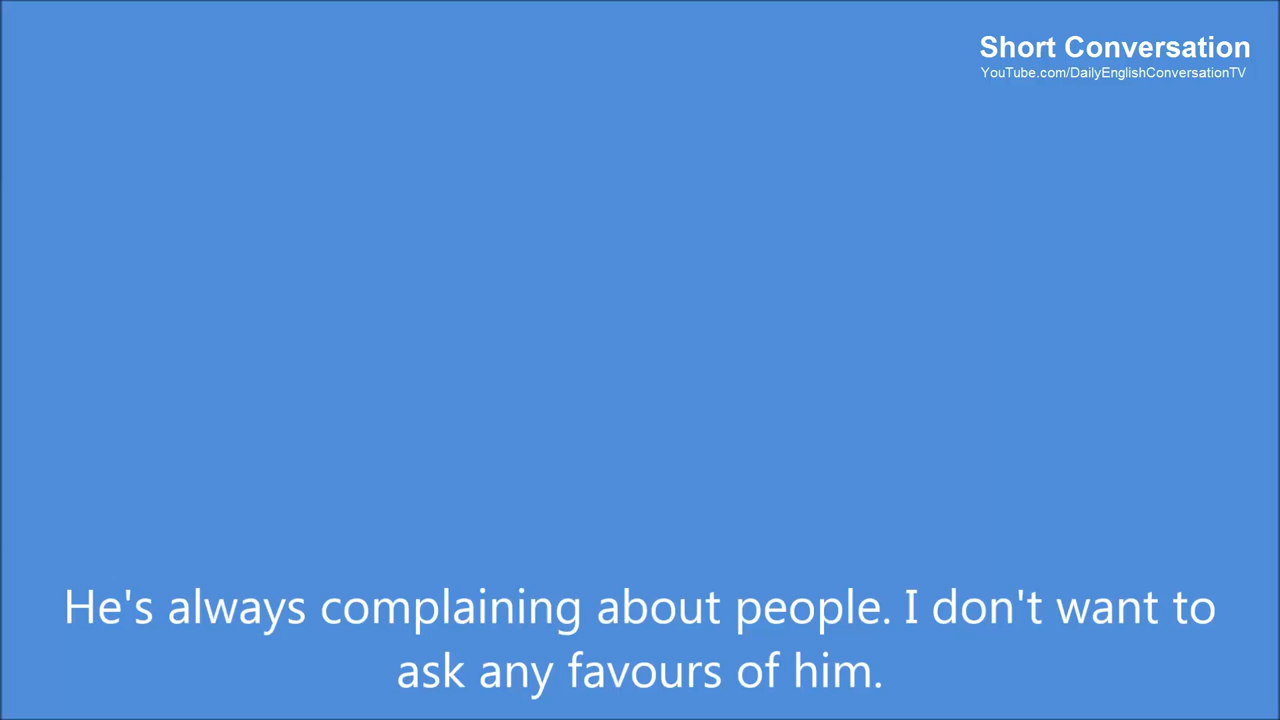 Short Conversation
YouTube.com/DailyEnglishConversationTV
He's always complaining about people. I don't want to
ask any favours of him.